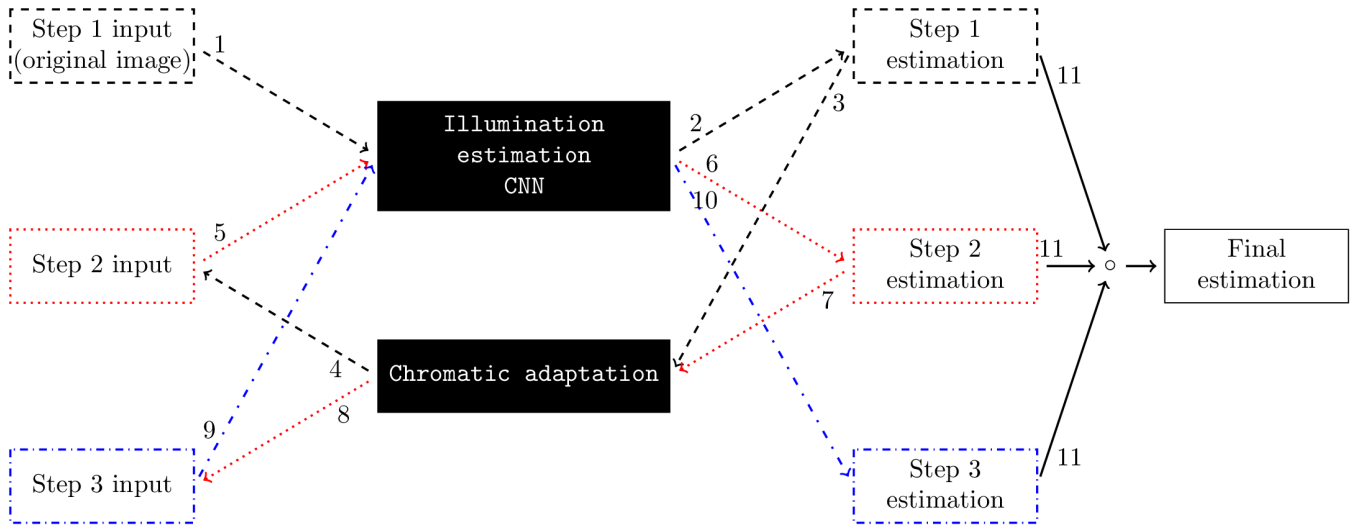 Step 1 input
(original image)
1
Illumination
estimation
CNN
2
6
10
Step 1
estimation
3
11
5
Step 2 input
Step 2
estimation
11
Final
estimation
7
4
Chromatic adaptation
8
9
Step 3 input
Step 3
estimation
11